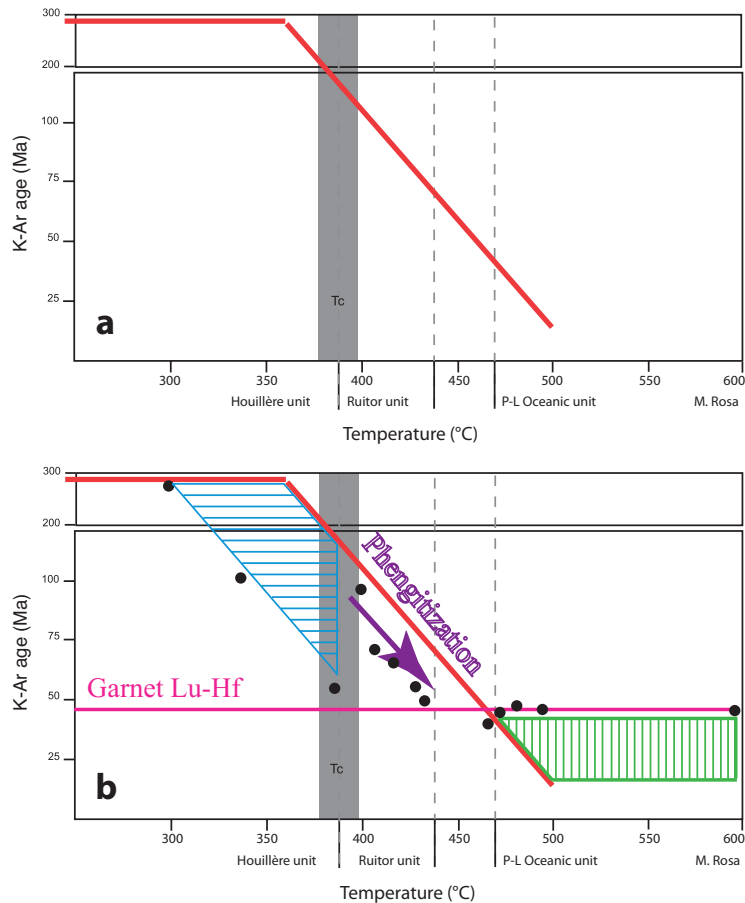 300
200
100
75
50
25
K-Ar age (Ma)
a
Tc
300 350 400 450 500 550 600
Houillère unit Ruitor unit P-L Oceanic unit M. Rosa
Temperature (°C)
300
200
100
75
50
25
K-Ar age (Ma)
Phengitization
Garnet Lu-Hf
b
Tc
300 350 400 450 500 550 600
Houillère unit Ruitor unit P-L Oceanic unit M. Rosa
Temperature (°C)